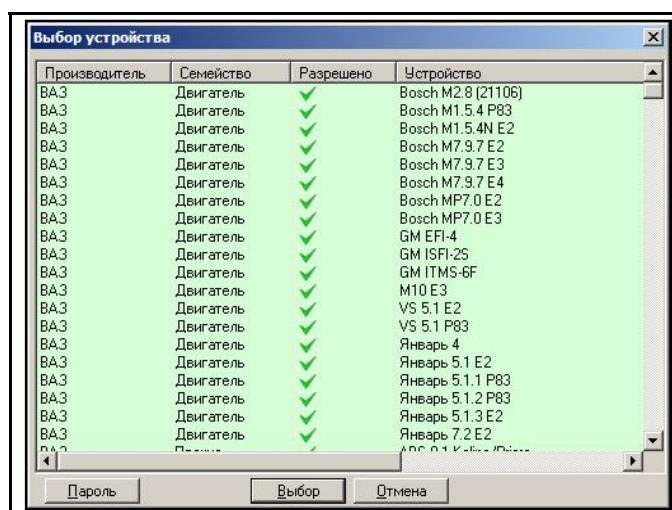 Выбор устройства
Производитель Семейство Разрешено Устройство
ВАЗ Двигатель Bosch M2.8 (21106)
ВАЗ Двигатель Bosch M1.5.4 P83
ВАЗ Двигатель Bosch M1.5.4N E2
ВАЗ Двигатель Bosch M7.9.7 E2
ВАЗ Двигатель Bosch M7.9.7 E3
ВАЗ Двигатель Bosch M7.9.7 E4
ВАЗ Двигатель Bosch MP7.0 E2
ВАЗ Двигатель Bosch MP7.0 E3
ВАЗ Двигатель GM EFI-4
ВАЗ Двигатель GM ISFI-2S
ВАЗ Двигатель GM ITMS-6F
ВАЗ Двигатель M10 E3
ВАЗ Двигатель VS 5.1 E2
ВАЗ Двигатель VS 5.1 P83
ВАЗ Двигатель Январь 4
ВАЗ Двигатель Январь 5.1 E2
ВАЗ Двигатель Январь 5.1.1 P83
ВАЗ Двигатель Январь 5.1.2 P83
ВАЗ Двигатель Январь 5.1.3 E2
ВАЗ Двигатель Январь 7.2 E2
Пароль Выбор Отмена